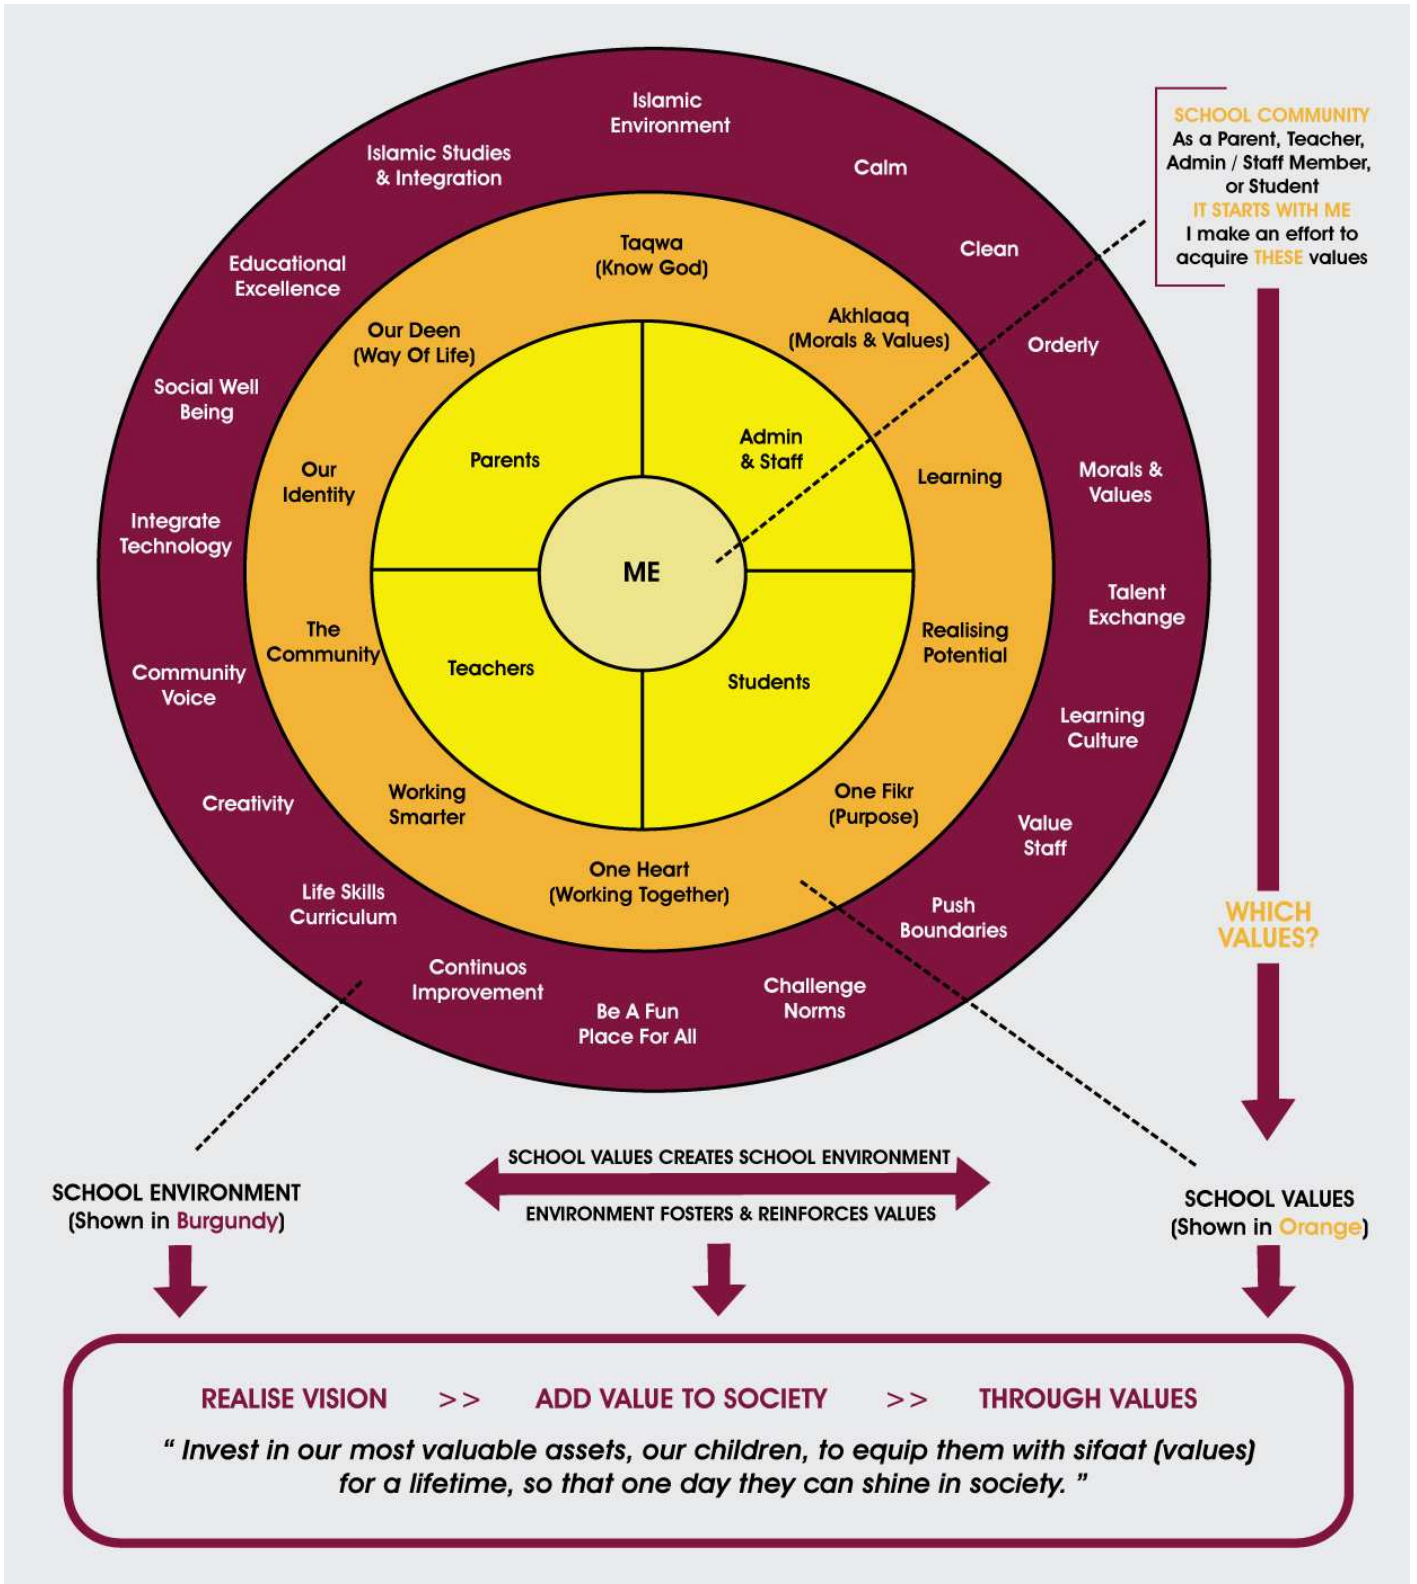 Islamic
Environment
Calm
Clean
Orderly
Morals &
Values
Talent
Exchange
Learning
Culture
Value
Staff
Push
Boundaries
Challenge
Norms
Be A Fun
Place For All
Continuos
Improvement
Life Skills
Curriculum
Creativity
Community
Voice
Integrate
Technology
Social Well
Being
Educational
Excellence
Islamic Studies
& Integration
Taqwa
(Know God)
Akhlaaq
(Morals & Values)
Learning
Realising
Potential
One Fikr
(Purpose)
One Heart
(Working Together)
Working
Smarter
The
Community
Our
Identity
Our Deen
(Way Of Life)
Parents
Admin
& Staff
Teachers
Students
ME
SCHOOL COMMUNITY
As a Parent, Teacher,
Admin / Staff Member,
or Student
IT STARTS WITH ME
I make an effort to
acquire THESE values
WHICH
VALUES?
SCHOOL ENVIRONMENT
(Shown in Burgundy)
SCHOOL VALUES CREATES SCHOOL ENVIRONMENT
ENVIRONMENT FOSTERS & REINFORCES VALUES
SCHOOL VALUES
(Shown in Orange)
REALISE VISION >> ADD VALUE TO SOCIETY >> THROUGH VALUES
" Invest in our most valuable assets, our children, to equip them with sifaat (values)
for a lifetime, so that one day they can shine in society. "